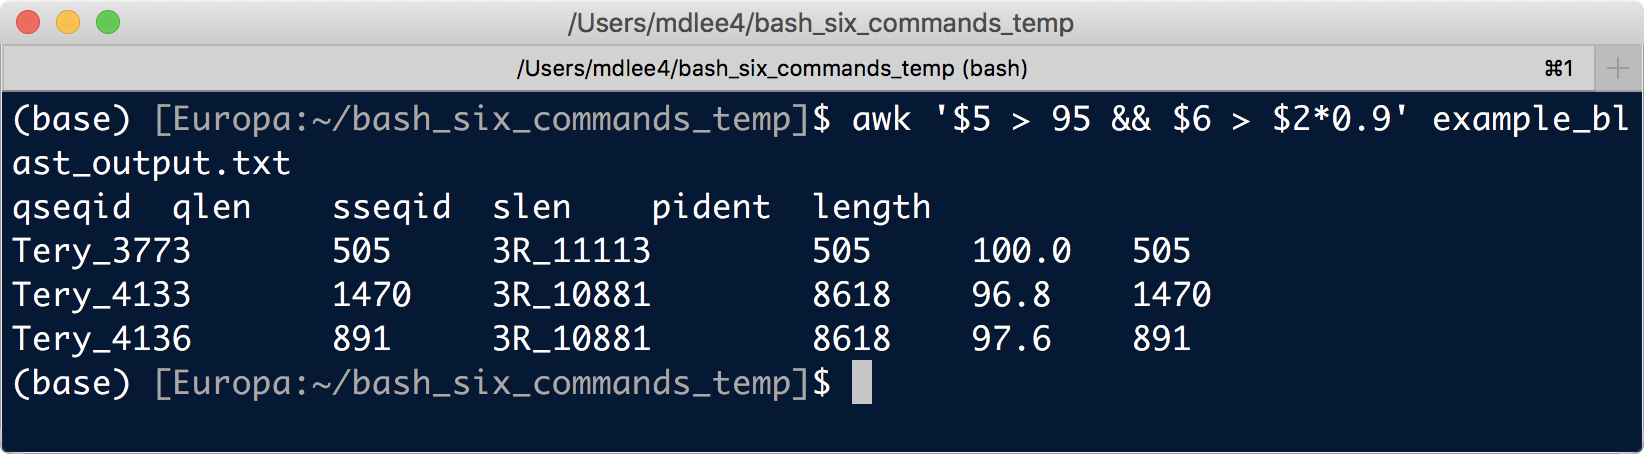 /Users/mdlee4/bash_six_commands_temp
/Users/mdlee4/bash_six_commands_temp (bash) ⌘1
(base) [Europa:~/bash_six_commands_temp]$ awk '$5 > 95 && $6 > $2*0.9' example_bl
ast_output.txt
qseqid qlen sseqid slen pident length
Tery_3773 505 3R_11113 505 100.0 505
Tery_4133 1470 3R_10881 8618 96.8 1470
Tery_4136 891 3R_10881 8618 97.6 891
(base) [Europa:~/bash_six_commands_temp]$